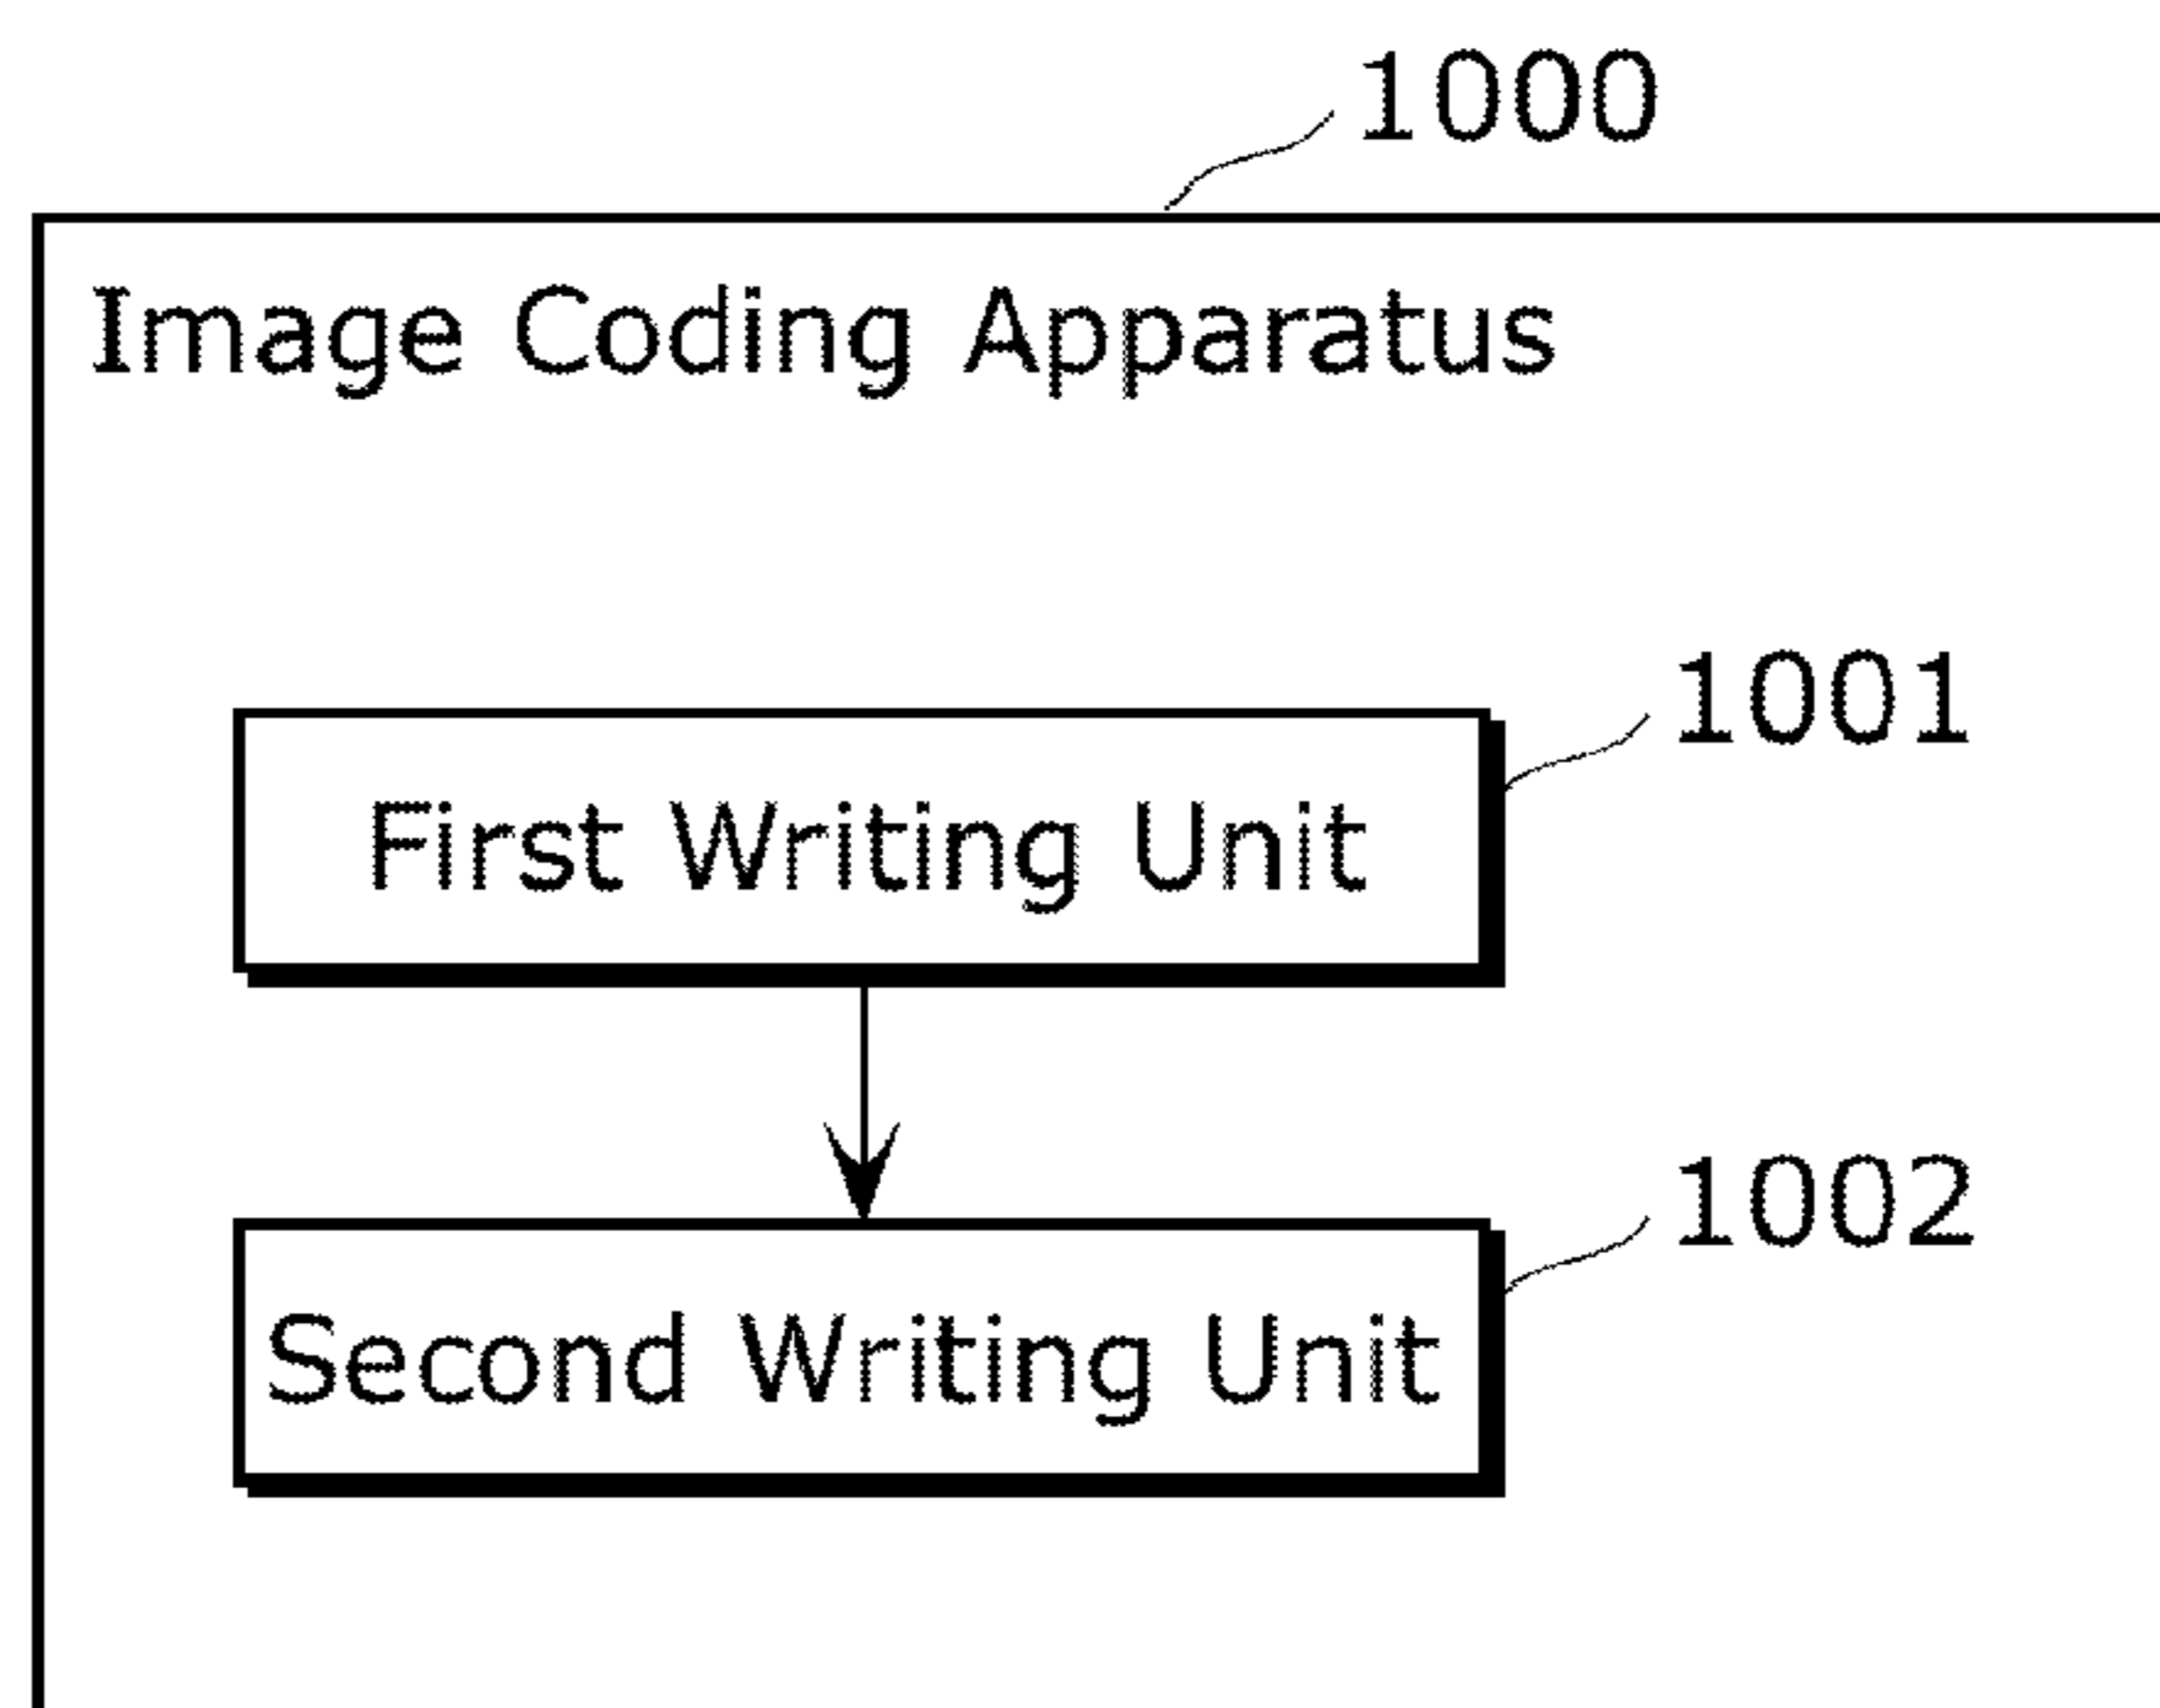 1000
Image Coding Apparatus
1001
First Writing Unit
1002
Second Writing Unit